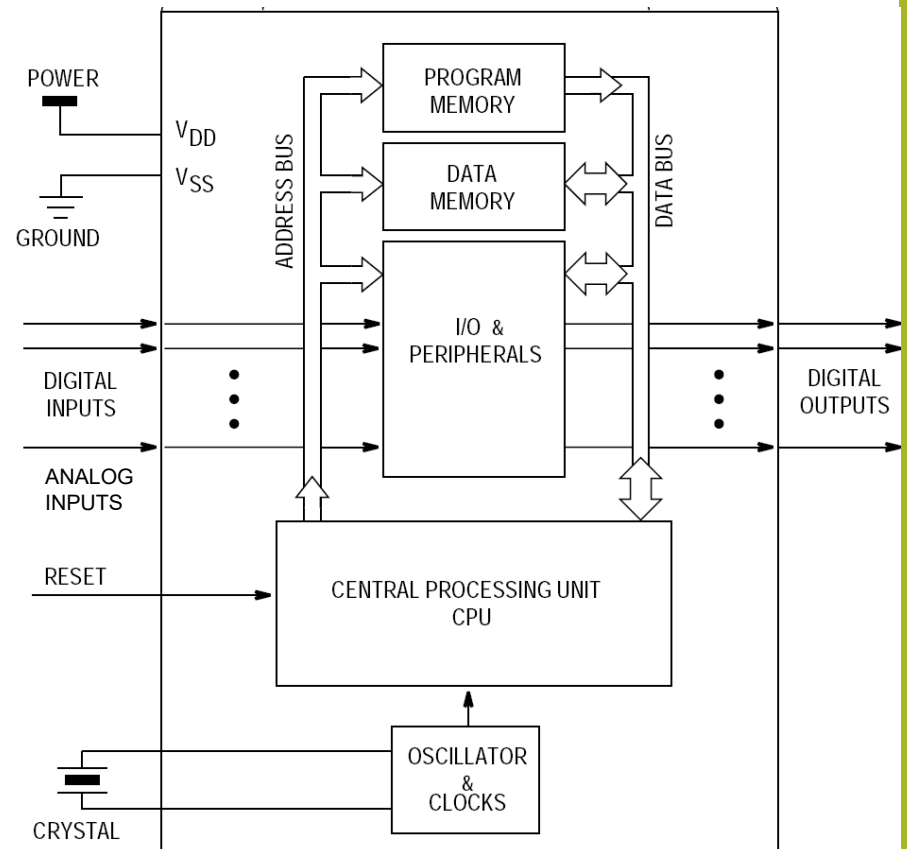 POWER
VDD
VSS
GROUND
ADDRESS BUS
PROGRAM
MEMORY
DATA
MEMORY
DATA BUS
I/O &
PERIPHERALS
DIGITAL
INPUTS
DIGITAL
OUTPUTS
ANALOG
INPUTS
RESET
CENTRAL PROCESSING UNIT
CPU
OSCILLATOR
&
CLOCKS
CRYSTAL